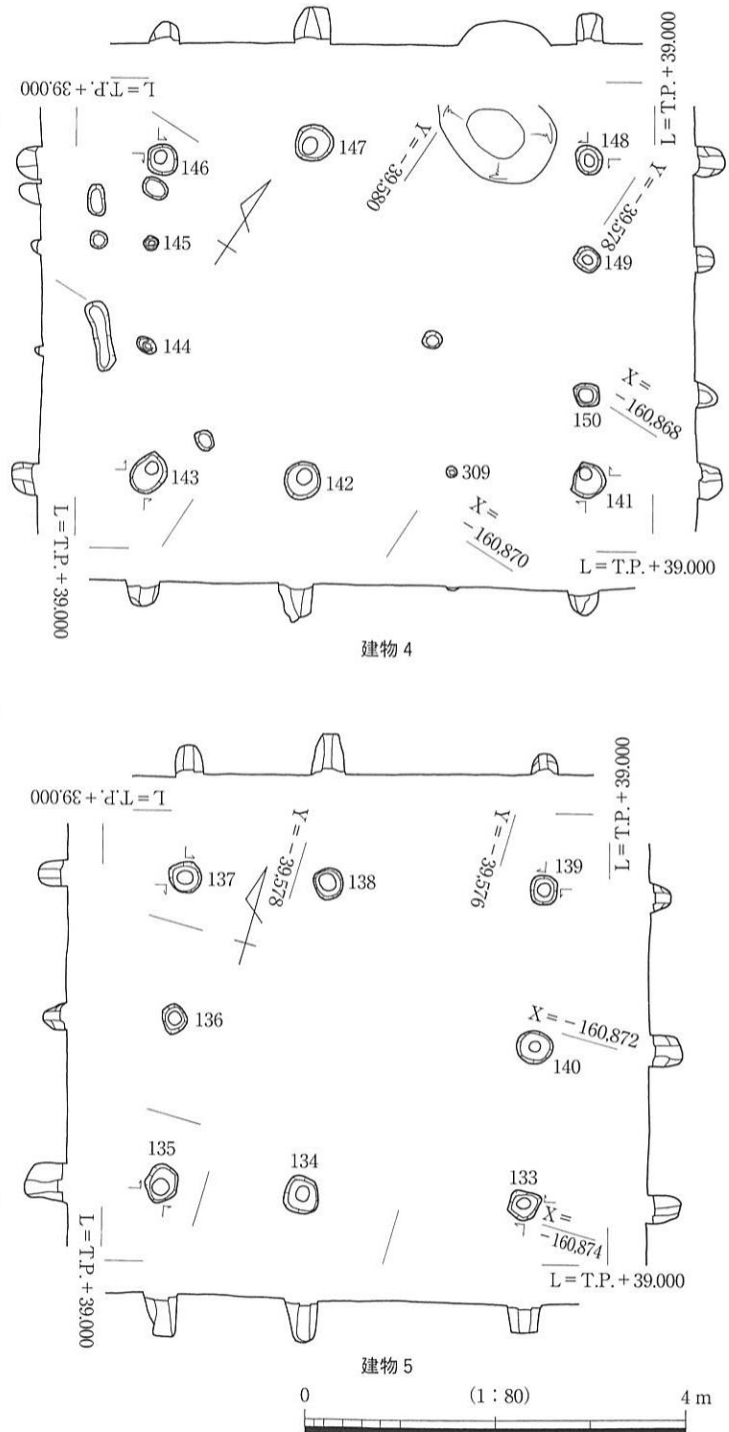 L = T.P. + 39.000
L = T.P. + 39.000
146
147
Y = −39,580
148
Y = −39,578
145
149
144
X =
−160,868
150
143
142
309
141
X =
−160,870
L = T.P. + 39.000
L = T.P. + 39.000
建物 4
L = T.P. + 39.000
L = T.P. + 39.000
Y = −39,578
Y = −39,576
137
138
139
136
X = −160,872
140
135
134
133
X =
−160,874
L = T.P. + 39.000
L = T.P. + 39.000
建物 5
0
(1：80)
4 m